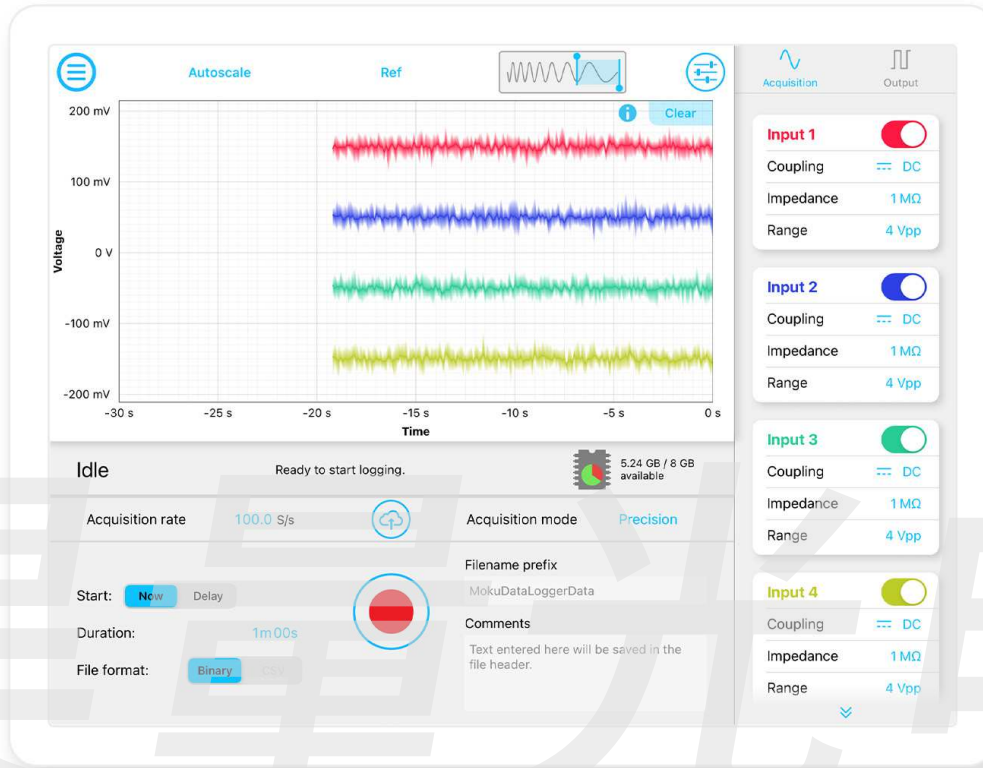 Autoscale
Ref
Acquisition
Output
Clear
200 mV
100 mV
0 V
-100 mV
-200 mV
Voltage
-30 s
-25 s
-20 s
-15 s
-10 s
-5 s
0 s
Time
Input 1
Coupling DC
Impedance 1 MΩ
Range 4 Vpp
Input 2
Coupling DC
Impedance 1 MΩ
Range 4 Vpp
Input 3
Coupling DC
Impedance 1 MΩ
Range 4 Vpp
Input 4
Coupling DC
Impedance 1 MΩ
Range 4 Vpp
Idle
Ready to start logging.
5.24 GB / 8 GB
available
Acquisition rate 100.0 S/s
Acquisition mode Precision
Start: Now Delay
Duration: 1m00s
File format: Binary CSV
Filename prefix
MokuDataLoggerData
Comments
Text entered here will be saved in the
file header.
量光